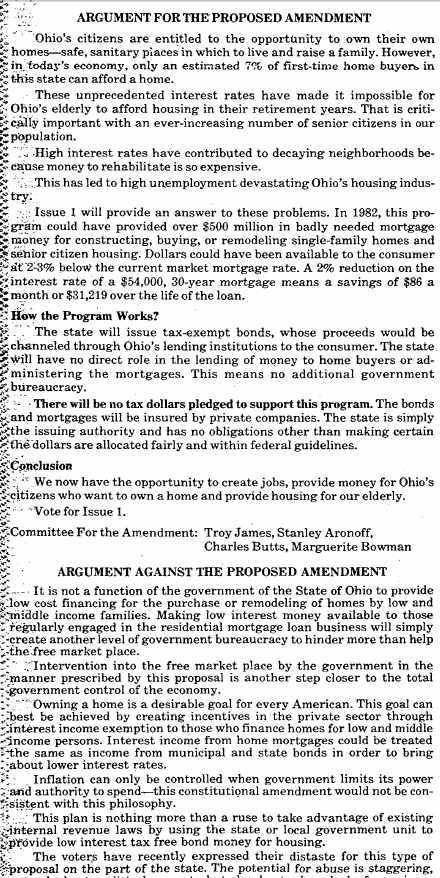 ARGUMENT FOR THE PROPOSED AMENDMENT
Ohio's citizens are entitled to the opportunity to own their own
homes—safe, sanitary places in which to live and raise a family. However,
in today's economy, only an estimated 7% of first-time home buyers in
this state can afford a home.
These unprecedented interest rates have made it impossible for
Ohio's elderly to afford housing in their retirement years. That is criti-
cally important with an ever-increasing number of senior citizens in our
population.
High interest rates have contributed to decaying neighborhoods be-
cause money to rehabilitate is so expensive.
This has led to high unemployment devastating Ohio's housing indus-
try.
Issue 1 will provide an answer to these problems. In 1982, this pro-
gram could have provided over $500 million in badly needed mortgage
money for constructing, buying, or remodeling single-family homes and
senior citizen housing. Dollars could have been available to the consumer
at 2-3% below the current market mortgage rate. A 2% reduction on the
interest rate of a $54,000, 30-year mortgage means a savings of $86 a
month or $31,219 over the life of the loan.
How the Program Works?
The state will issue tax-exempt bonds, whose proceeds would be
channeled through Ohio's lending institutions to the consumer. The state
will have no direct role in the lending of money to home buyers or ad-
ministering the mortgages. This means no additional government
bureaucracy.
There will be no tax dollars pledged to support this program. The bonds
and mortgages will be insured by private companies. The state is simply
the issuing authority and has no obligations other than making certain
the dollars are allocated fairly and within federal guidelines.
Conclusion
We now have the opportunity to create jobs, provide money for Ohio's
citizens who want to own a home and provide housing for our elderly.
Vote for Issue 1.
Committee For the Amendment: Troy James, Stanley Aronoff,
Charles Butts, Marguerite Bowman
ARGUMENT AGAINST THE PROPOSED AMENDMENT
It is not a function of the government of the State of Ohio to provide
low cost financing for the purchase or remodeling of homes by low and
middle income families. Making low interest money available to those
regularly engaged in the residential mortgage loan business will simply
create another level of government bureaucracy to hinder more than help
the free market place.
Intervention into the free market place by the government in the
manner prescribed by this proposal is another step closer to the total
government control of the economy.
Owning a home is a desirable goal for every American. This goal can
best be achieved by creating incentives in the private sector through
interest income exemption to those who finance homes for low and middle
income persons. Interest income from home mortgages could be treated
the same as income from municipal and state bonds in order to bring
about lower interest rates.
Inflation can only be controlled when government limits its power
and authority to spend—this constitutional amendment would not be con-
sistent with this philosophy.
This plan is nothing more than a ruse to take advantage of existing
internal revenue laws by using the state or local government unit to
provide low interest tax free bond money for housing.
The voters have recently expressed their distaste for this type of
proposal on the part of the state. The potential for abuse is staggering,